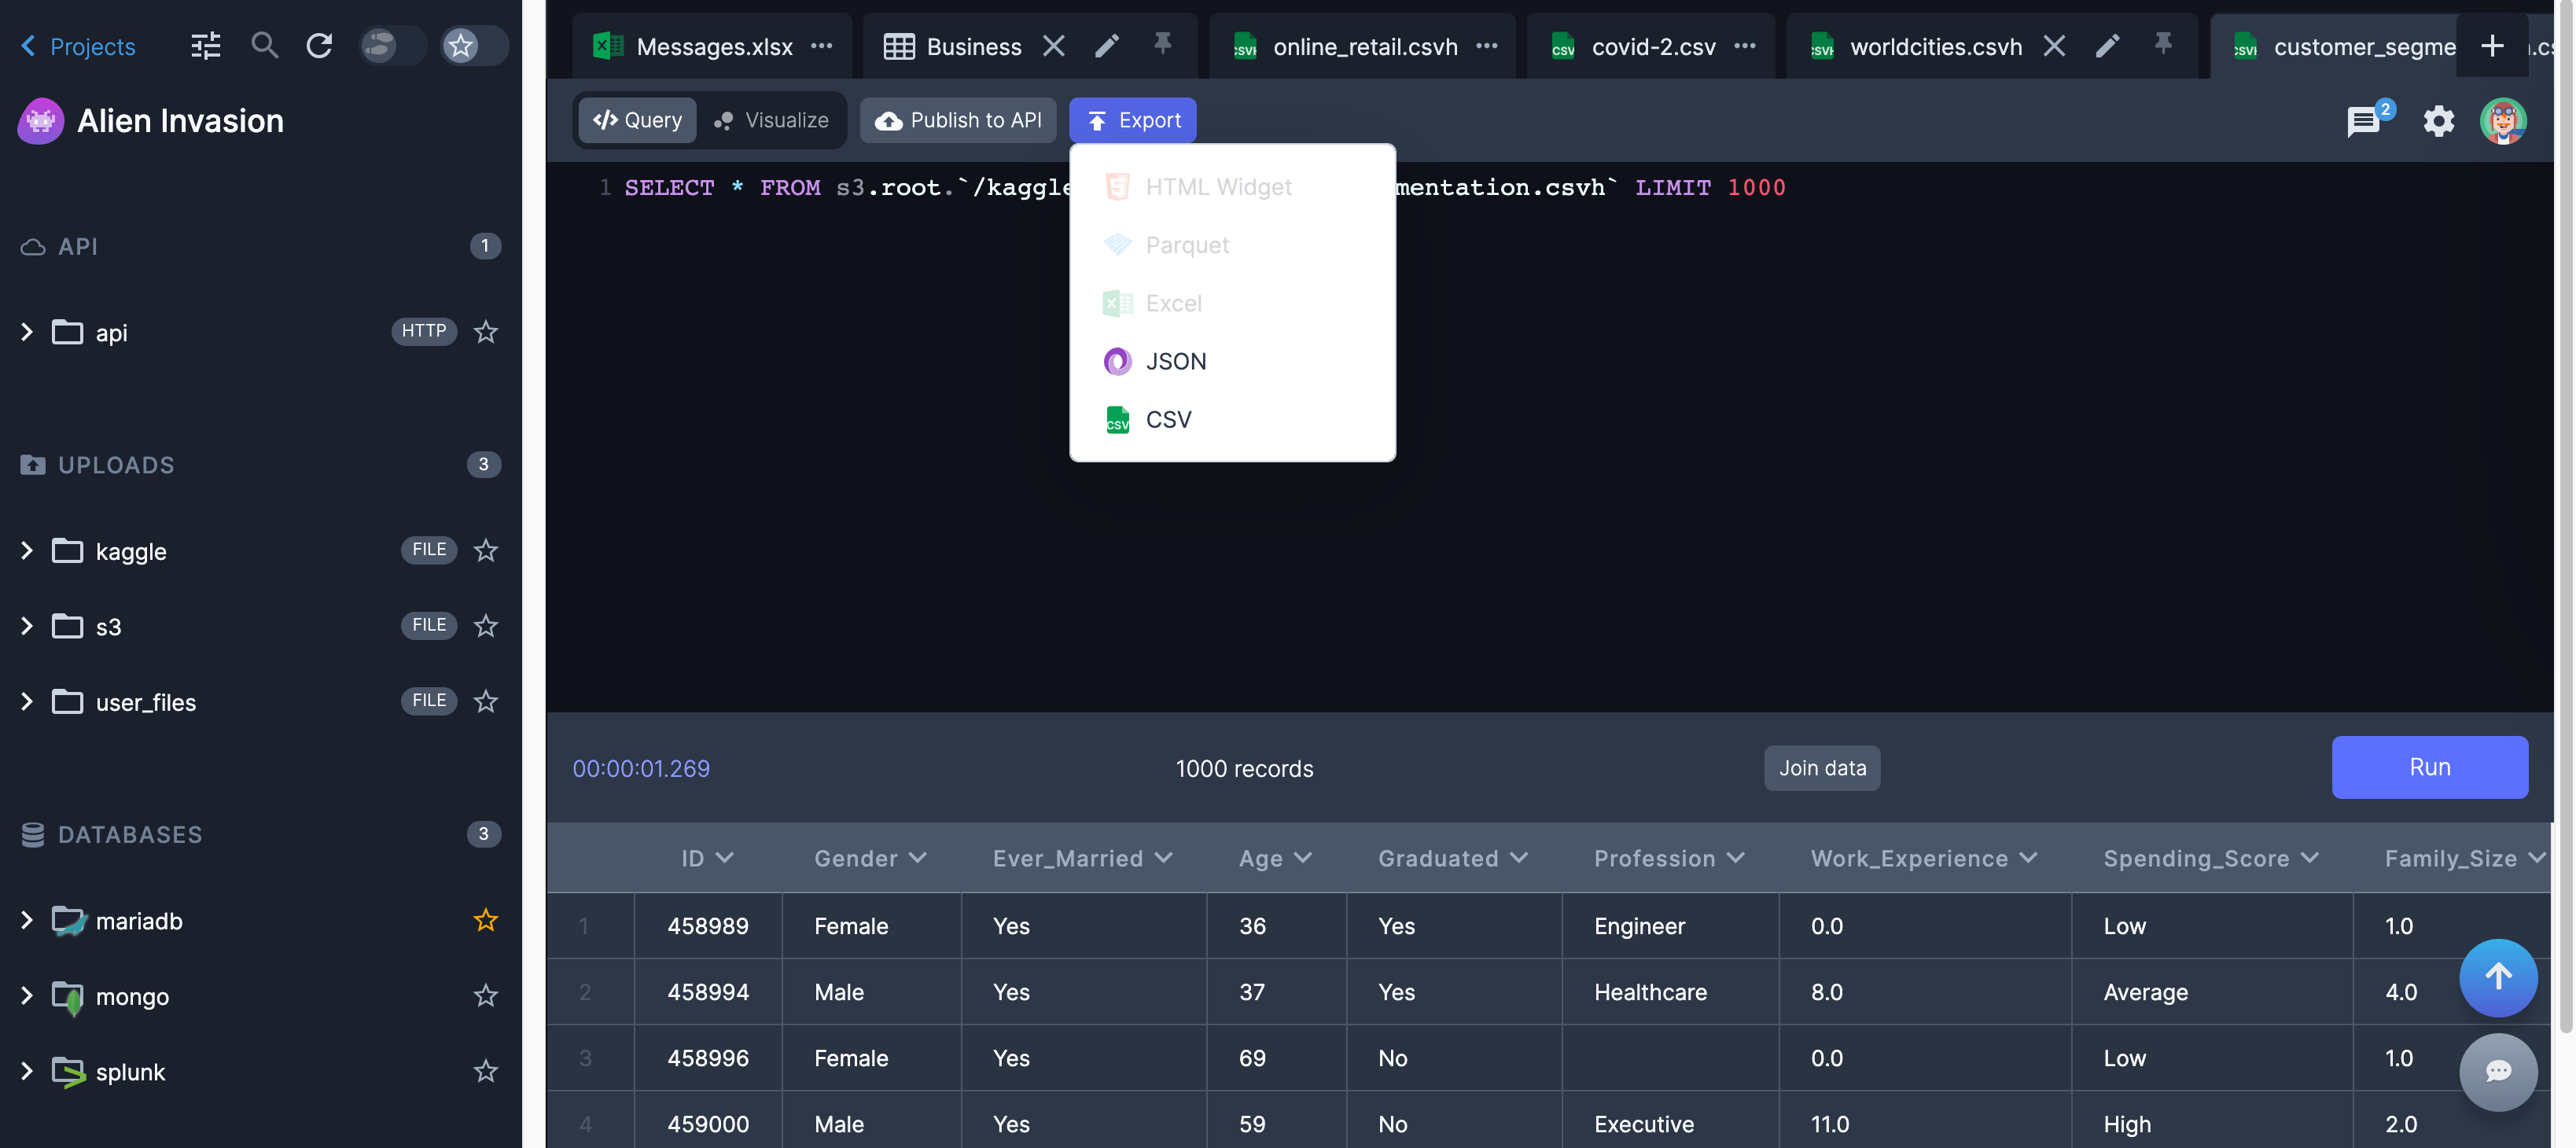 Projects
Alien Invasion
API 1
api HTTP
UPLOADS 3
kaggle FILE
s3 FILE
user_files FILE
DATABASES 3
mariadb
mongo
splunk
Messages.xlsx ··· Business online_retail.csvh ··· covid-2.csv ··· worldcities.csvh customer_segme
</> Query Visualize Publish to API Export 2
1 SELECT * FROM s3.root.`/kaggle mentation.csvh` LIMIT 1000
HTML Widget
Parquet
Excel
JSON
CSV
00:00:01.269 1000 records Join data Run
ID Gender Ever_Married Age Graduated Profession Work_Experience Spending_Score Family_Size
1 458989 Female Yes 36 Yes Engineer 0.0 Low 1.0
2 458994 Male Yes 37 Yes Healthcare 8.0 Average 4.0
3 458996 Female Yes 69 No 0.0 Low 1.0
4 459000 Male Yes 59 No Executive 11.0 High 2.0